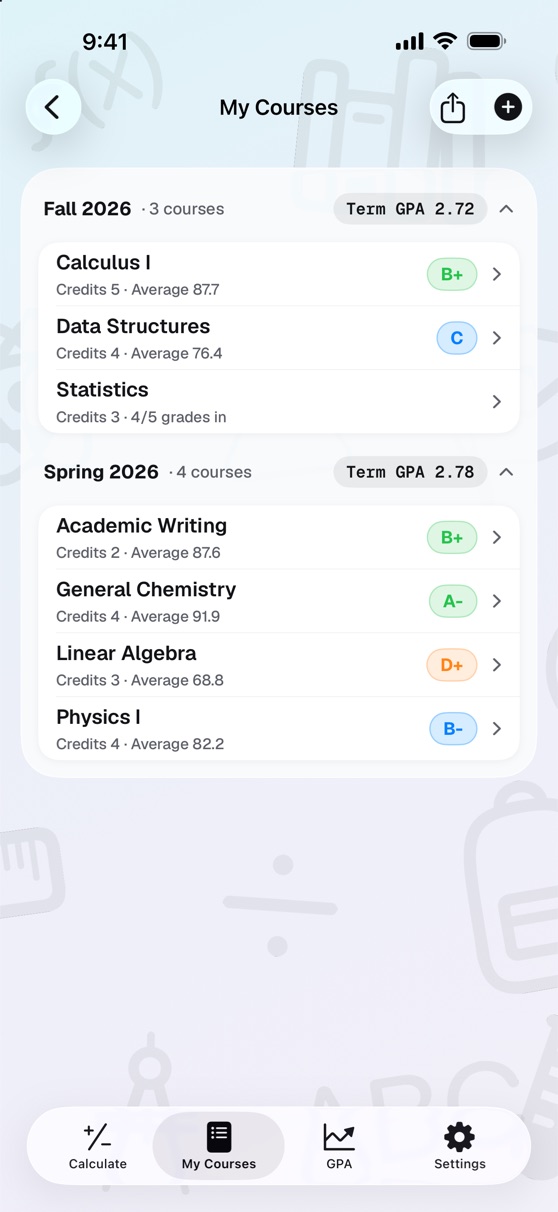 9:41
My Courses
Fall 2026 · 3 courses
Term GPA 2.72
Calculus I
Credits 5 · Average 87.7
B+
Data Structures
Credits 4 · Average 76.4
C
Statistics
Credits 3 · 4/5 grades in
Spring 2026 · 4 courses
Term GPA 2.78
Academic Writing
Credits 2 · Average 87.6
B+
General Chemistry
Credits 4 · Average 91.9
A-
Linear Algebra
Credits 3 · Average 68.8
D+
Physics I
Credits 4 · Average 82.2
B-
Calculate
My Courses
GPA
Settings